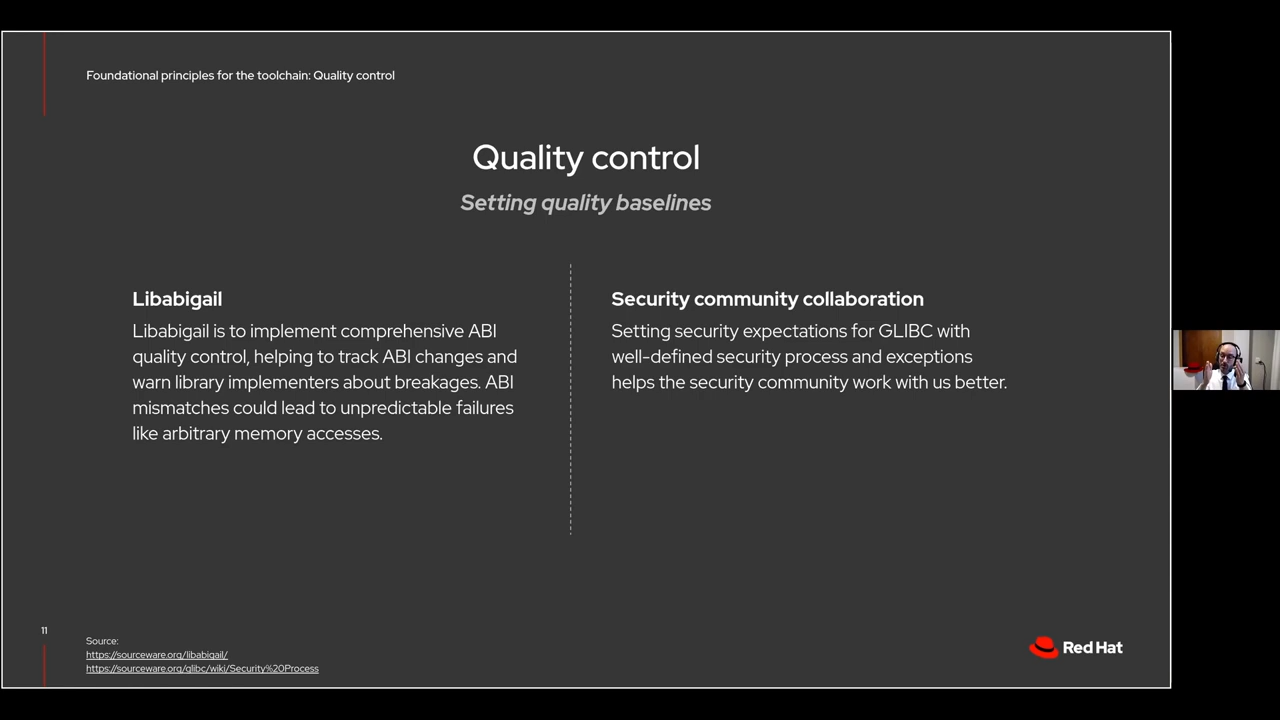 Foundational principles for the toolchain: Quality control
Quality control
Setting quality baselines
Libabigail
Libabigail is to implement comprehensive ABI
quality control, helping to track ABI changes and
warn library implementers about breakages. ABI
mismatches could lead to unpredictable failures
like arbitrary memory accesses.
Security community collaboration
Setting security expectations for GLIBC with
well-defined security process and exceptions
helps the security community work with us better.
11
Source:
https://sourceware.org/libabigail/
https://sourceware.org/glibc/wiki/Security%20Process
Red Hat